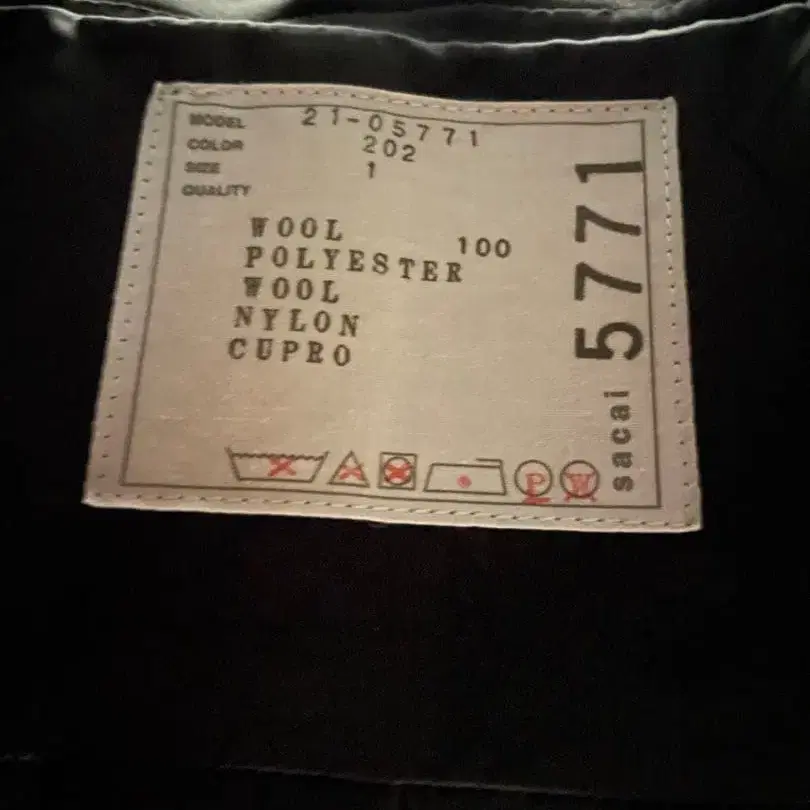 MODEL 21-05771
COLOR 202
SIZE 1
QUALITY
WOOL 100
POLYESTER
WOOL
NYLON
CUPRO
P W
sacai 5771